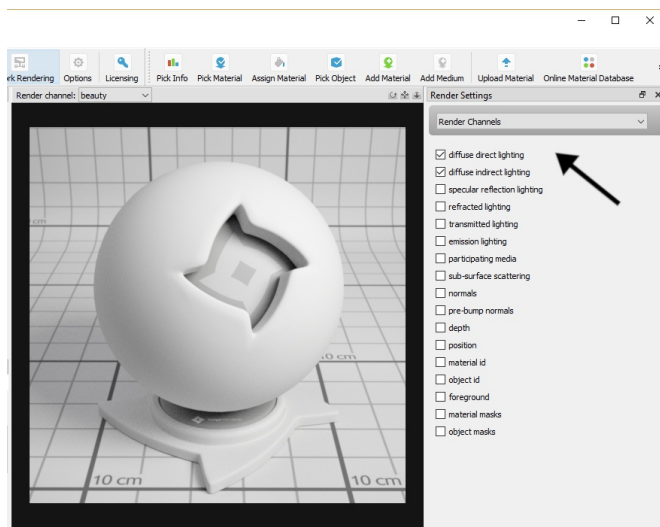 rk Rendering Options Licensing Pick Info Pick Material Assign Material Pick Object Add Material Add Medium Upload Material Online Material Database
Render channel: beauty
Render Settings
Render Channels
diffuse direct lighting
diffuse indirect lighting
specular reflection lighting
refracted lighting
transmitted lighting
emission lighting
participating media
sub-surface scattering
normals
pre-bump normals
depth
position
material id
object id
foreground
material masks
object masks
cm
0 cm
10 cm
10 cm